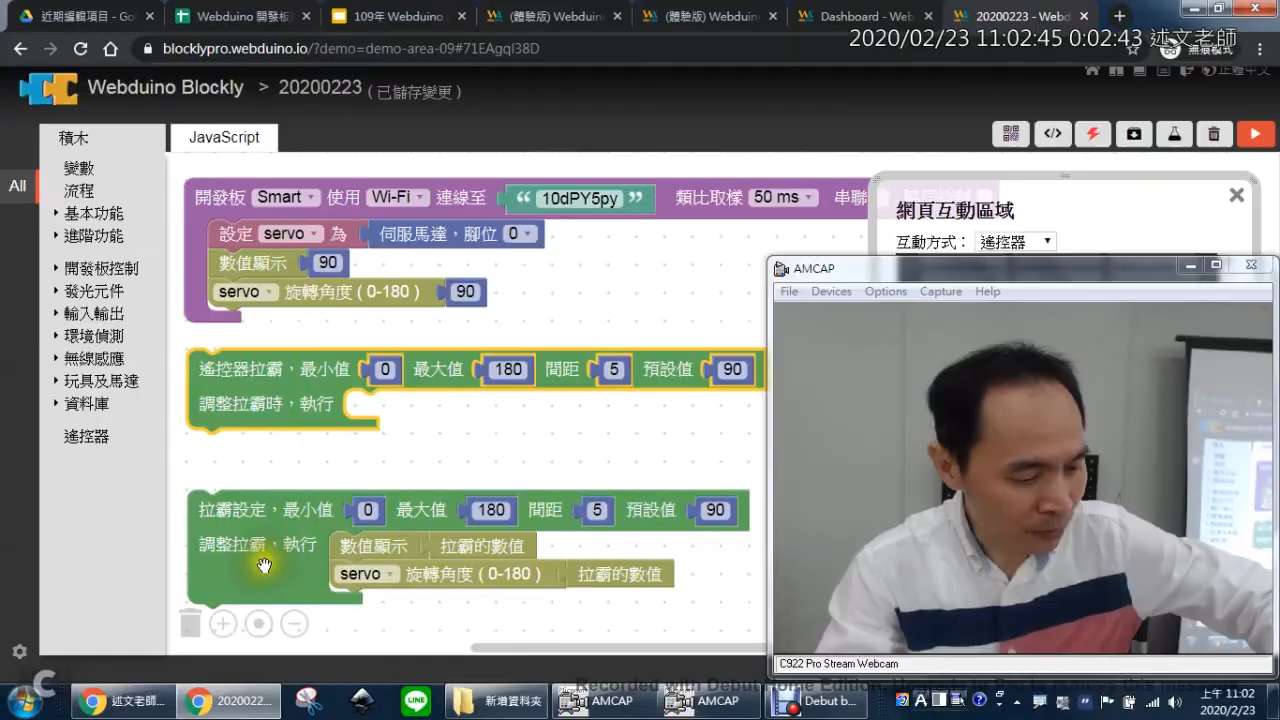 近期編輯項目 - Go
Webduino 開發板
109年 Webduino
(體驗版) Webduin
(體驗版) Webduin
Dashboard - We
20200223 - Webd
blocklypro.webduino.io/?demo=demo-area-09#71EAgqI38D
2020/02/23 11:02:45 0:02:43 述文老師
無痕模式
Webduino Blockly > 20200223 (已儲存變更)
正體中文
積木
JavaScript
All
變數
流程
基本功能
進階功能
開發板控制
發光元件
輸入輸出
環境偵測
無線感應
玩具及馬達
資料庫
遙控器
開發板 Smart 使用 Wi-Fi 連線至 “ 10dPY5py ” 類比取樣 50 ms 串聯
設定 servo 為 伺服馬達,腳位 0
數值顯示 90
servo 旋轉角度 ( 0-180 ) 90
遙控器拉霸,最小值 0 最大值 180 間距 5 預設值 90
調整拉霸時,執行
拉霸設定,最小值 0 最大值 180 間距 5 預設值 90
調整拉霸,執行 數值顯示 拉霸的數值
servo 旋轉角度 ( 0-180 ) 拉霸的數值
網頁互動區域
互動方式: 遙控器
AMCAP
File Devices Options Capture Help
C922 Pro Stream Webcam
述文老師...
2020022...
新增資料夾
AMCAP
AMCAP
Debut b...
上午 11:02
2020/2/23